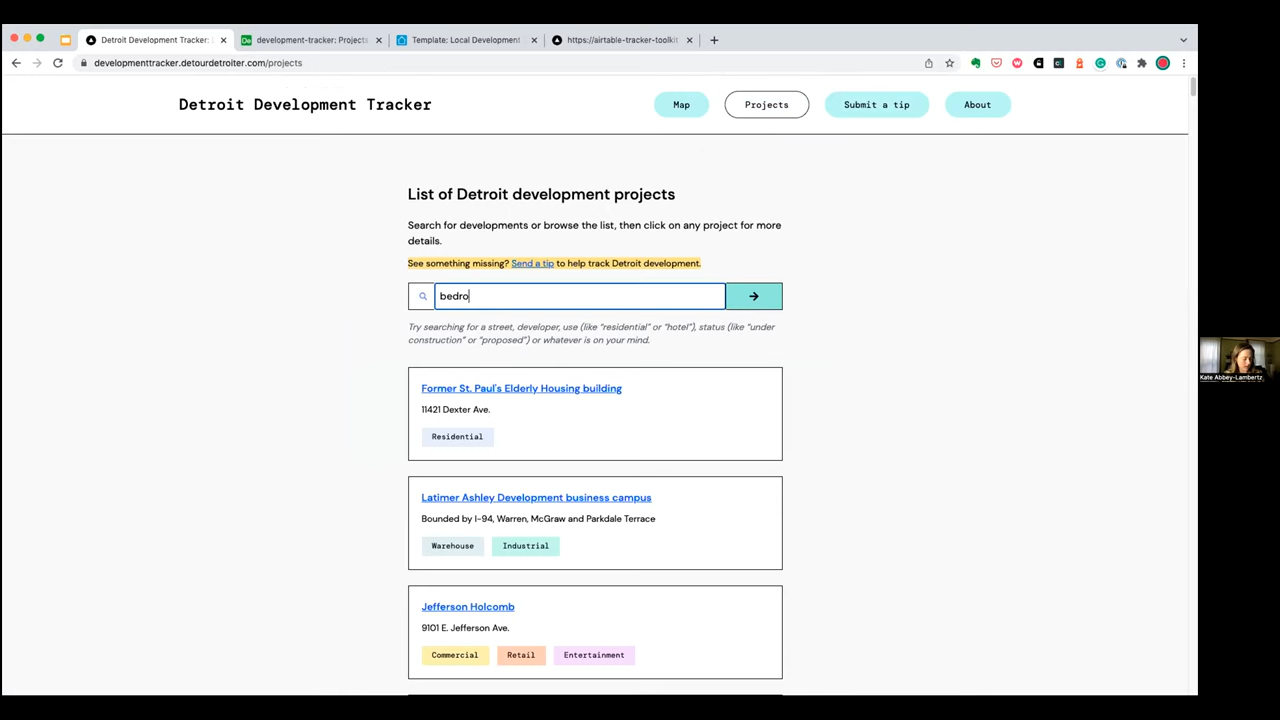 Detroit Development Tracker:
development-tracker: Projects
Template: Local Development
https://airtable-tracker-toolkit
developmenttracker.detourdetroiter.com/projects
Detroit Development Tracker
Map
Projects
Submit a tip
About
List of Detroit development projects
Search for developments or browse the list, then click on any project for more
details.
See something missing? Send a tip to help track Detroit development.
bedro
Try searching for a street, developer, use (like “residential” or “hotel”), status (like “under
construction” or “proposed”) or whatever is on your mind.
Former St. Paul's Elderly Housing building
11421 Dexter Ave.
Residential
Latimer Ashley Development business campus
Bounded by I-94, Warren, McGraw and Parkdale Terrace
Warehouse Industrial
Jefferson Holcomb
9101 E. Jefferson Ave.
Commercial Retail Entertainment
Kate Abbey-Lambertz